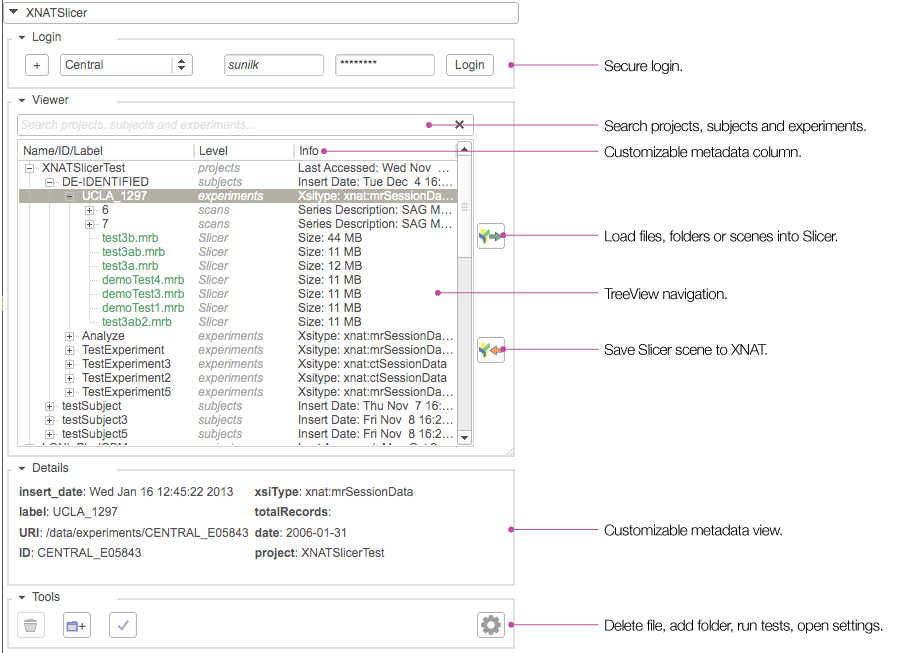 XNATSlicer
Login
+ Central sunilk ******** Login
Secure login.
Viewer
Search projects, subjects and experiments...
Search projects, subjects and experiments.
Name/ID/Label Level Info
Customizable metadata column.
XNATSlicerTest projects Last Accessed: Wed Nov ...
DE-IDENTIFIED subjects Insert Date: Tue Dec 4 16:...
UCLA_1297 experiments Xsitype: xnat:mrSessionDa...
6 scans Series Description: SAG M...
7 scans Series Description: SAG M...
test3b.mrb Slicer Size: 44 MB
Load files, folders or scenes into Slicer.
test3ab.mrb Slicer Size: 11 MB
test3a.mrb Slicer Size: 12 MB
demoTest4.mrb Slicer Size: 11 MB
demoTest3.mrb Slicer Size: 11 MB
TreeView navigation.
demoTest1.mrb Slicer Size: 11 MB
test3ab2.mrb Slicer Size: 11 MB
Analyze experiments Xsitype: xnat:mrSessionDa...
TestExperiment experiments Xsitype: xnat:mrSessionDa...
Save Slicer scene to XNAT.
TestExperiment3 experiments Xsitype: xnat:ctSessionData
TestExperiment2 experiments Xsitype: xnat:ctSessionData
TestExperiment5 experiments Xsitype: xnat:mrSessionDa...
testSubject subjects Insert Date: Thu Nov 7 16:...
testSubject3 subjects Insert Date: Fri Nov 8 16:2...
testSubject5 subjects Insert Date: Fri Nov 8 16:2...
Details
insert_date: Wed Jan 16 12:45:22 2013 xsiType: xnat:mrSessionData
label: UCLA_1297 totalRecords:
URI: /data/experiments/CENTRAL_E05843 date: 2006-01-31
Customizable metadata view.
ID: CENTRAL_E05843 project: XNATSlicerTest
Tools
Delete file, add folder, run tests, open settings.